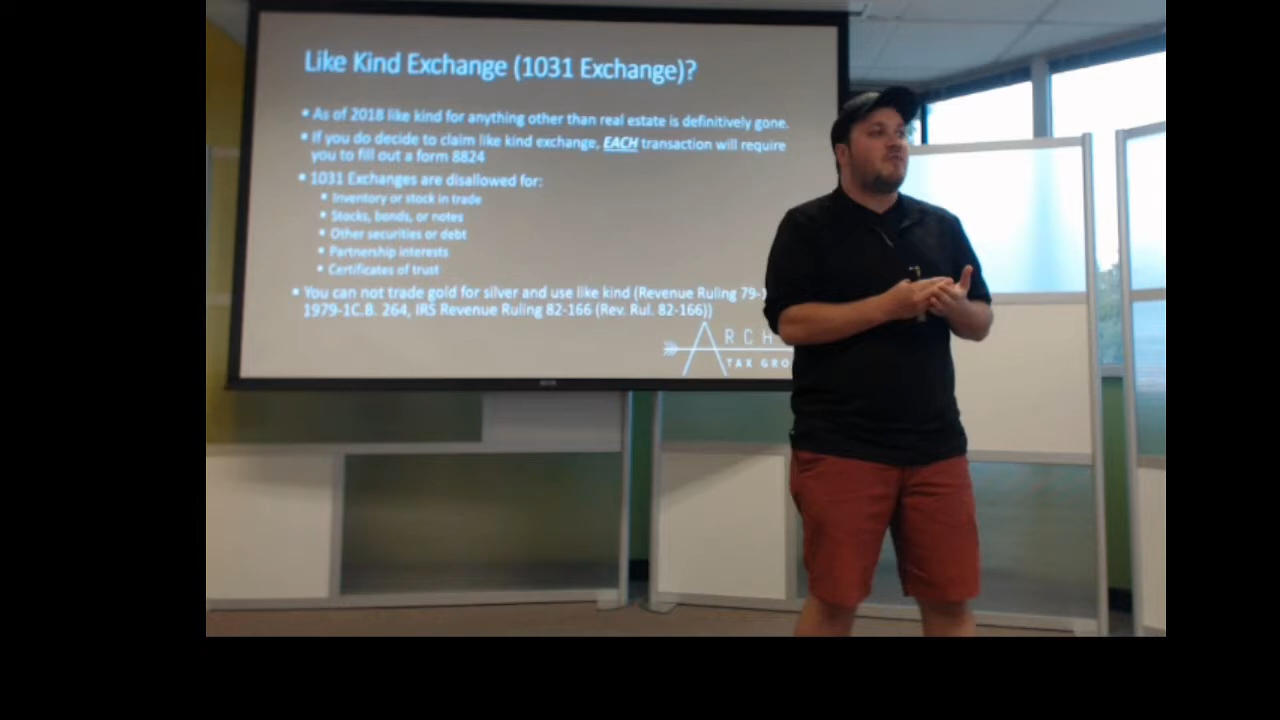 Like Kind Exchange (1031 Exchange)?
As of 2018 like kind for anything other than real estate is definitively gone.
If you do decide to claim like kind exchange, EACH transaction will require
you to fill out a form 8824
1031 Exchanges are disallowed for:
Inventory or stock in trade
Stocks, bonds, or notes
Other securities or debt
Partnership interests
Certificates of trust
You can not trade gold for silver and use like kind (Revenue Ruling 79-
1979-1C.B. 264, IRS Revenue Ruling 82-166 (Rev. Rul. 82-166))
ARCH
TAX GRO